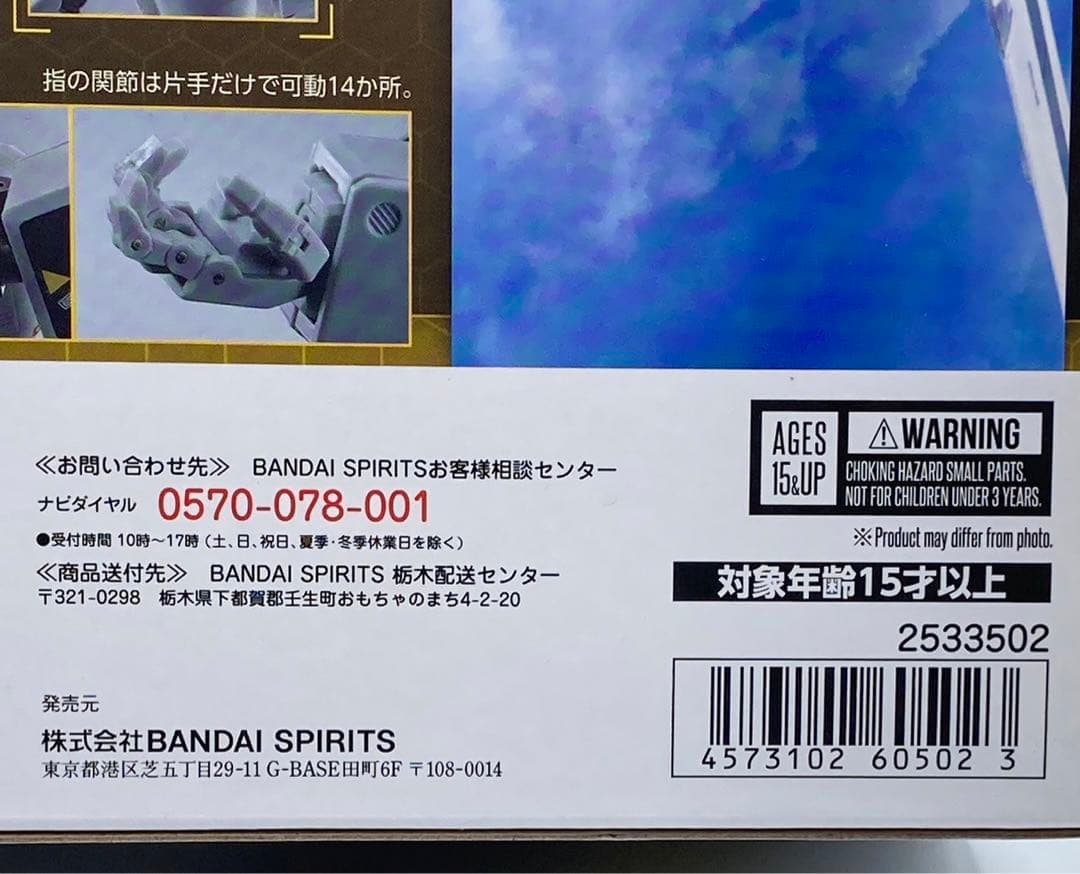 指の関節は片手だけで可動14か所。
≪お問い合わせ先≫ BANDAI SPIRITSお客様相談センター
ナビダイヤル 0570-078-001
●受付時間 10時〜17時（土、日、祝日、夏季・冬季休業日を除く）
≪商品送付先≫ BANDAI SPIRITS 栃木配送センター
〒321-0298 栃木県下都賀郡壬生町おもちゃのまち4-2-20
発売元
株式会社BANDAI SPIRITS
東京都港区芝五丁目29-11 G-BASE田町6F 〒108-0014
AGES
15&UP
⚠WARNING
CHOKING HAZARD SMALL PARTS.
NOT FOR CHILDREN UNDER 3 YEARS.
※Product may differ from photo.
対象年齢15才以上
2533502
4573102 60502 3